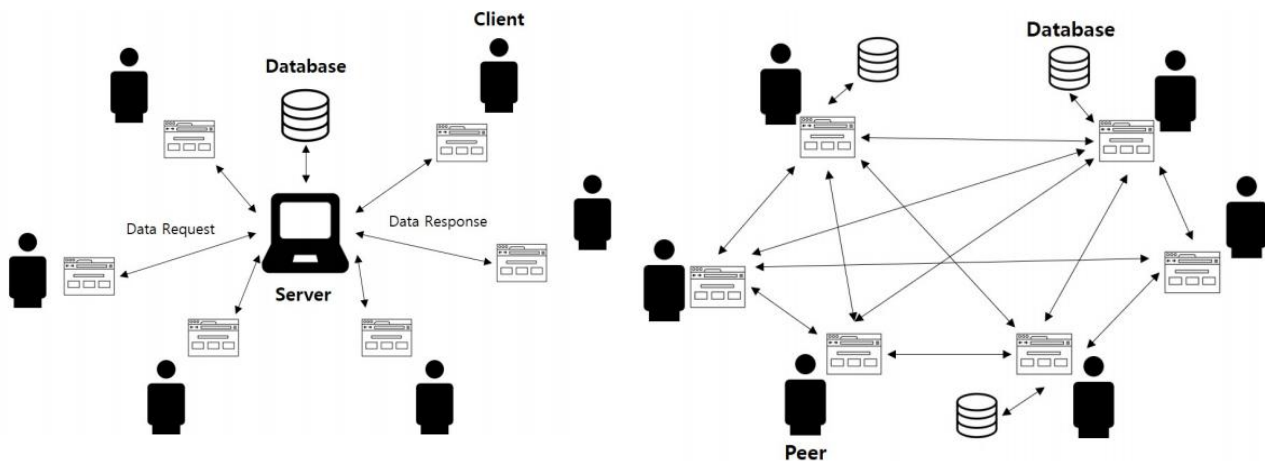 Client
Database
Data Request
Data Response
Server
Database
Peer